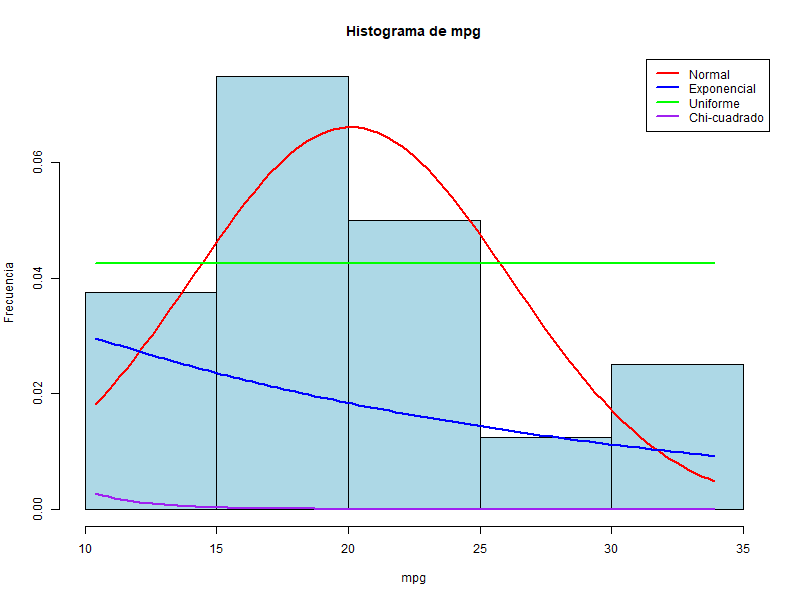 Histograma de mpg
Normal
Exponencial
Uniforme
Chi-cuadrado
Frecuencia
0.06
0.04
0.02
0.00
10 15 20 25 30 35
mpg